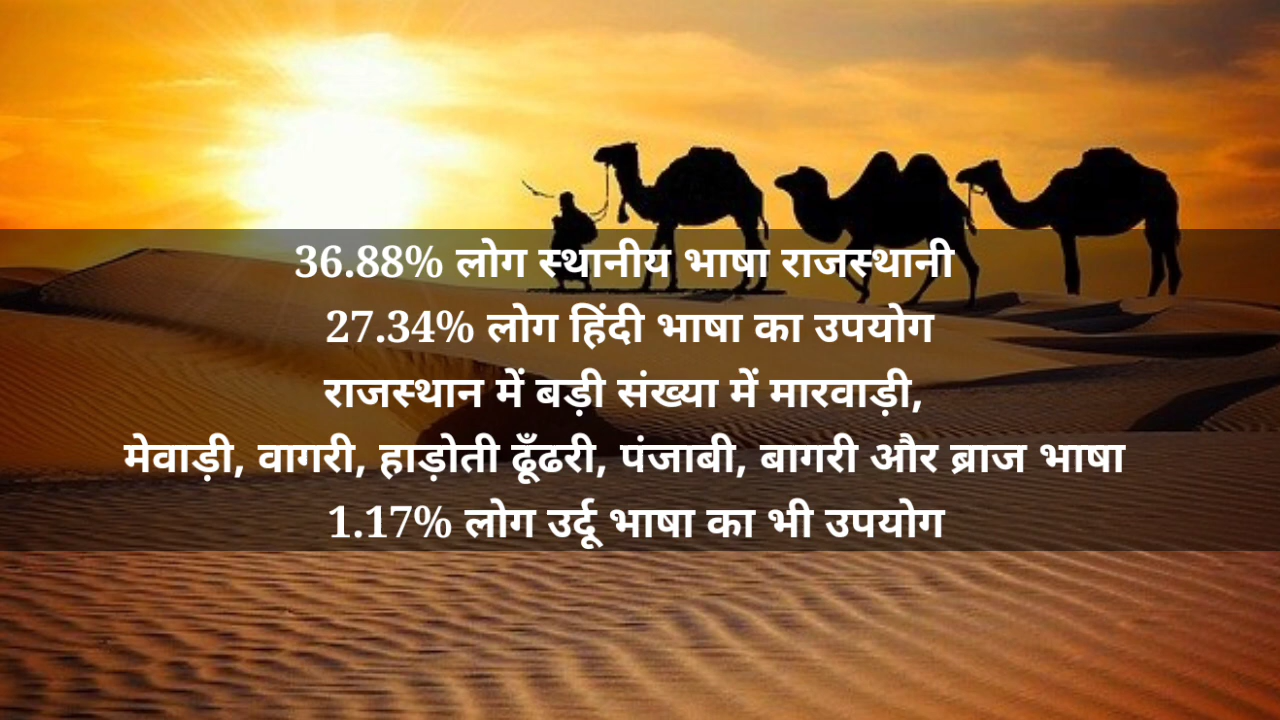 36.88% लोग स्थानीय भाषा राजस्थानी
27.34% लोग हिंदी भाषा का उपयोग
राजस्थान में बड़ी संख्या में मारवाड़ी,
मेवाड़ी, वागरी, हाड़ोती ढूँढरी, पंजाबी, बागरी और ब्राज भाषा
1.17% लोग उर्दू भाषा का भी उपयोग